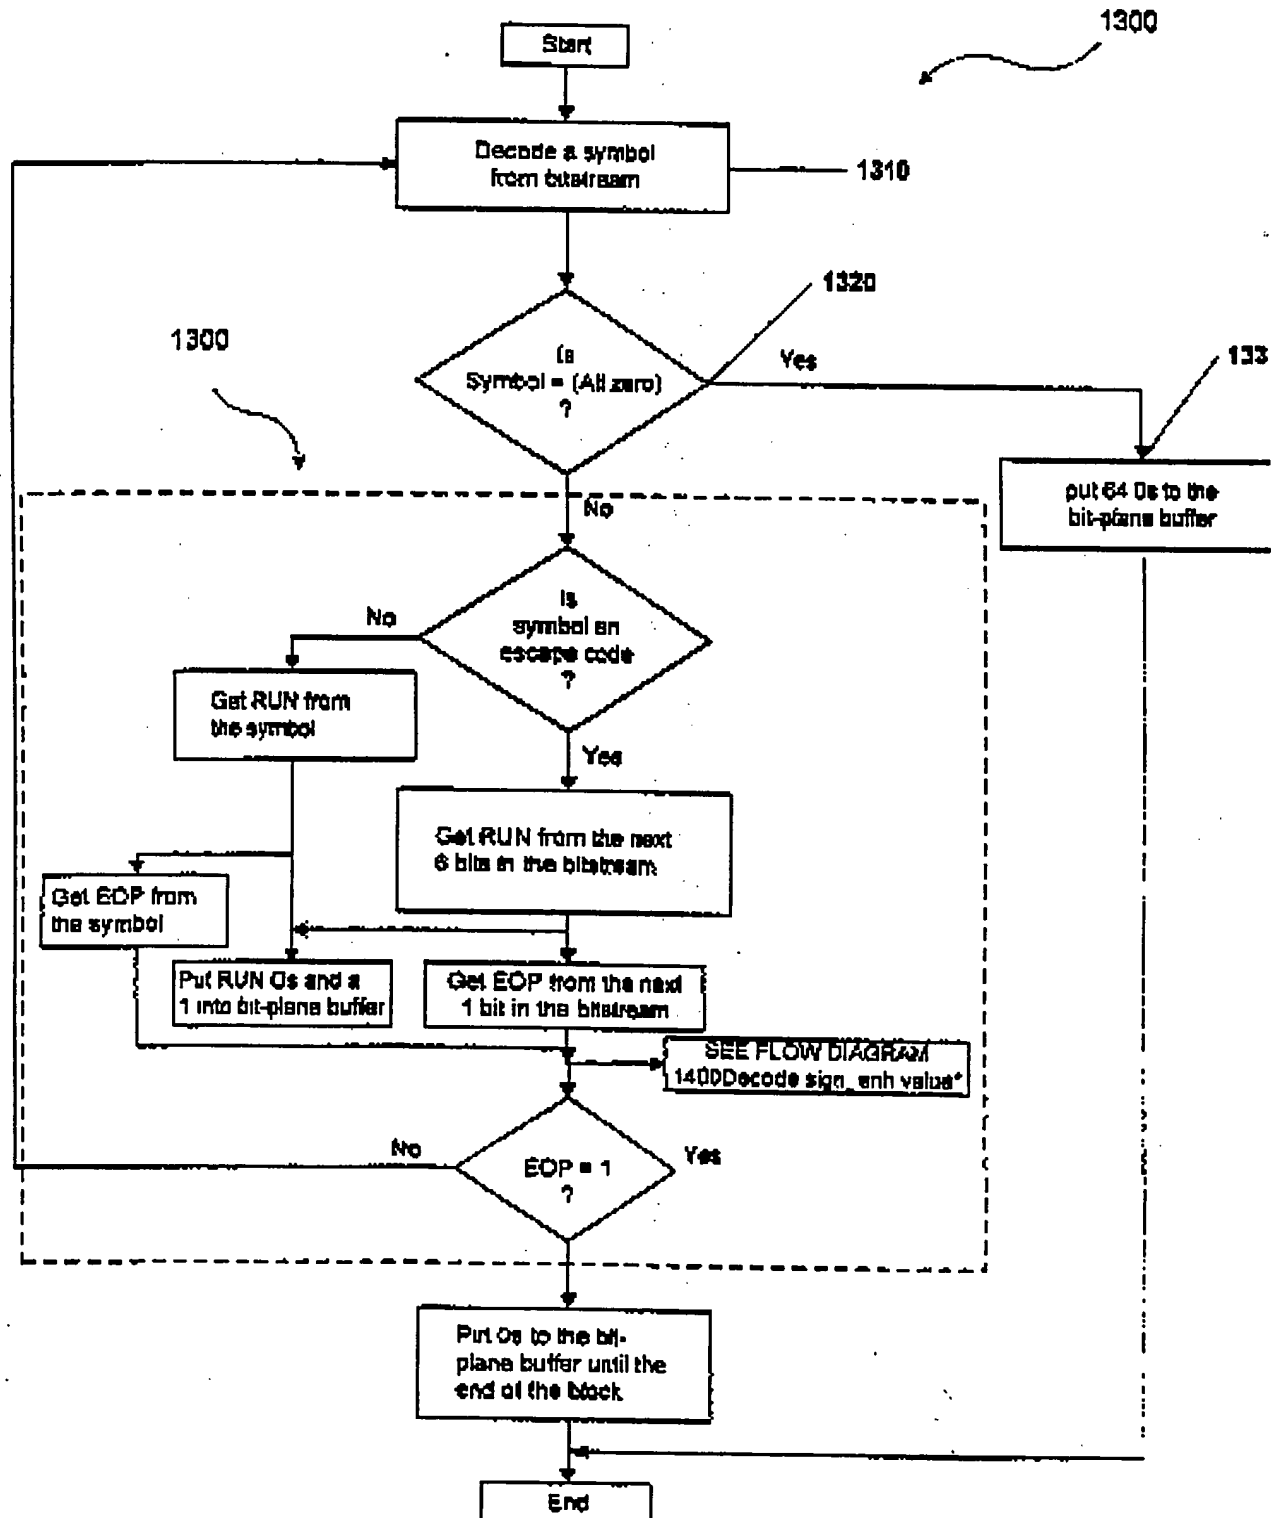 1300
Start
Decode a symbol
from bitstream
1310
1320
1300
Is
Symbol = (All zero)
?
Yes
133
put 64 0s to the
bit-plane buffer
No
Is
symbol an
escape code
?
No
Get RUN from
the symbol
Yes
Get RUN from the next
6 bits in the bitstream
Get EOP from
the symbol
Put RUN 0s and a
1 into bit-plane buffer
Get EOP from the next
1 bit in the bitstream
SEE FLOW DIAGRAM
1400Decode sign_enh value*
No
EOP = 1
?
Yes
Put 0s to the bit-
plane buffer until the
end of the block
End